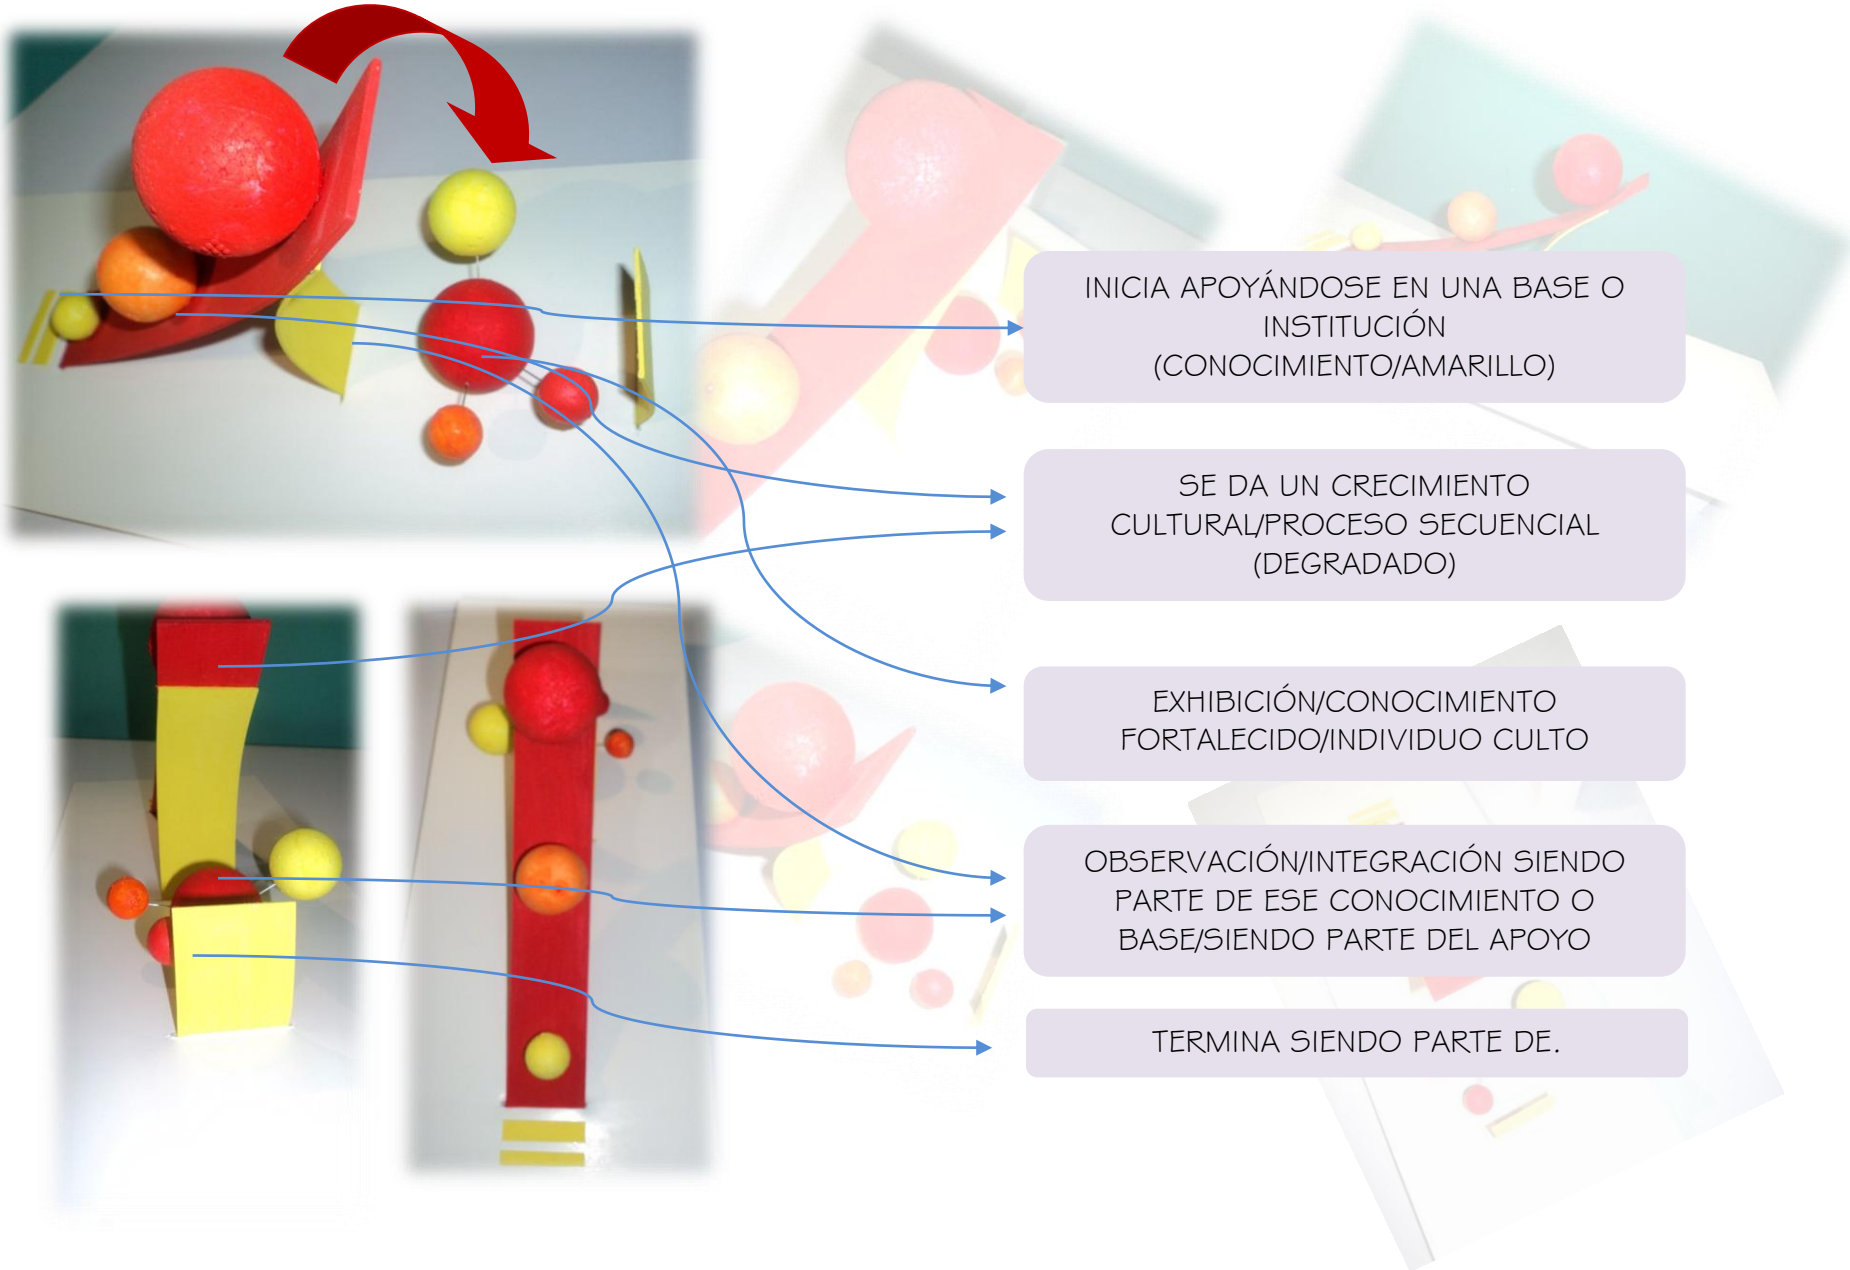 INICIA APOYÁNDOSE EN UNA BASE O
INSTITUCIÓN
(CONOCIMIENTO/AMARILLO)
SE DA UN CRECIMIENTO
CULTURAL/PROCESO SECUENCIAL
(DEGRADADO)
EXHIBICIÓN/CONOCIMIENTO
FORTALECIDO/INDIVIDUO CULTO
OBSERVACIÓN/INTEGRACIÓN SIENDO
PARTE DE ESE CONOCIMIENTO O
BASE/SIENDO PARTE DEL APOYO
TERMINA SIENDO PARTE DE.